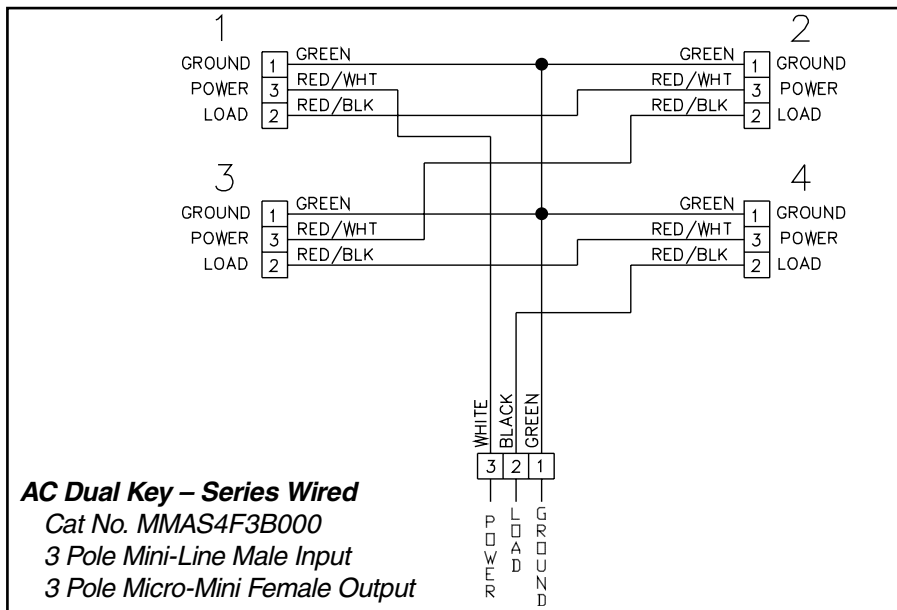 1
GROUND 1 GREEN
POWER 3 RED/WHT
LOAD 2 RED/BLK
2
GREEN 1 GROUND
RED/WHT 3 POWER
RED/BLK 2 LOAD
3
GROUND 1 GREEN
POWER 3 RED/WHT
LOAD 2 RED/BLK
4
GREEN 1 GROUND
RED/WHT 3 POWER
RED/BLK 2 LOAD
WHITE BLACK GREEN
3 2 1
POWER LOAD GROUND
AC Dual Key – Series Wired
Cat No. MMAS4F3B000
3 Pole Mini-Line Male Input
3 Pole Micro-Mini Female Output